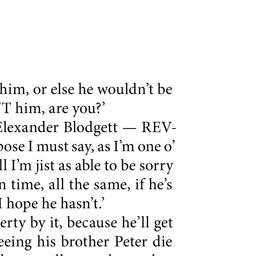 him, or else he wouldn't be
T him, are you?'
Elexander Blodgett — REV-
pose I must say, as I'm one o'
ll I'm jist as able to be sorry
n time, all the same, if he's
I hope he hasn't.'
erty by it, because he'll get
eeing his brother Peter die